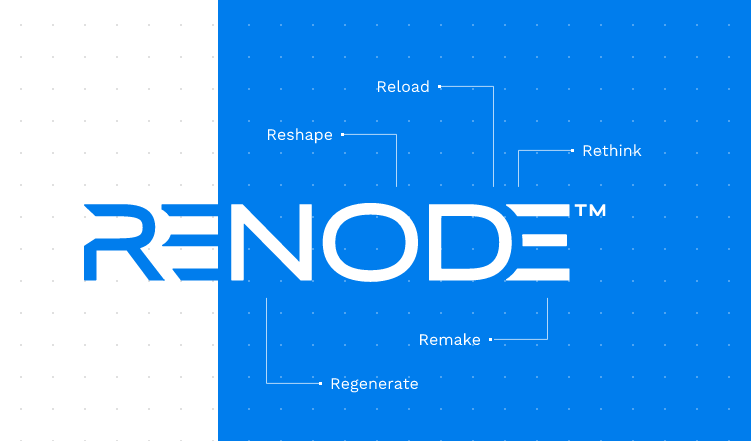 Reload
Reshape
Rethink
RENODE™
Remake
Regenerate